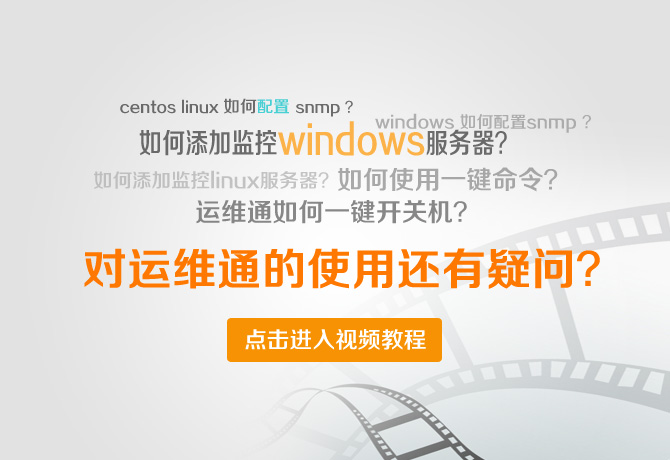 centos linux 如何配置 snmp？
windows 如何配置snmp？
如何添加监控windows服务器？
如何添加监控linux服务器？
如何使用一键命令？
运维通如何一键开关机？
对运维通的使用还有疑问？
点击进入视频教程